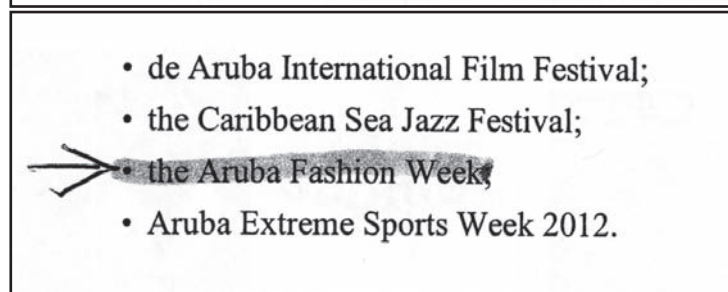 • de Aruba International Film Festival;
• the Caribbean Sea Jazz Festival;
• the Aruba Fashion Week;
• Aruba Extreme Sports Week 2012.